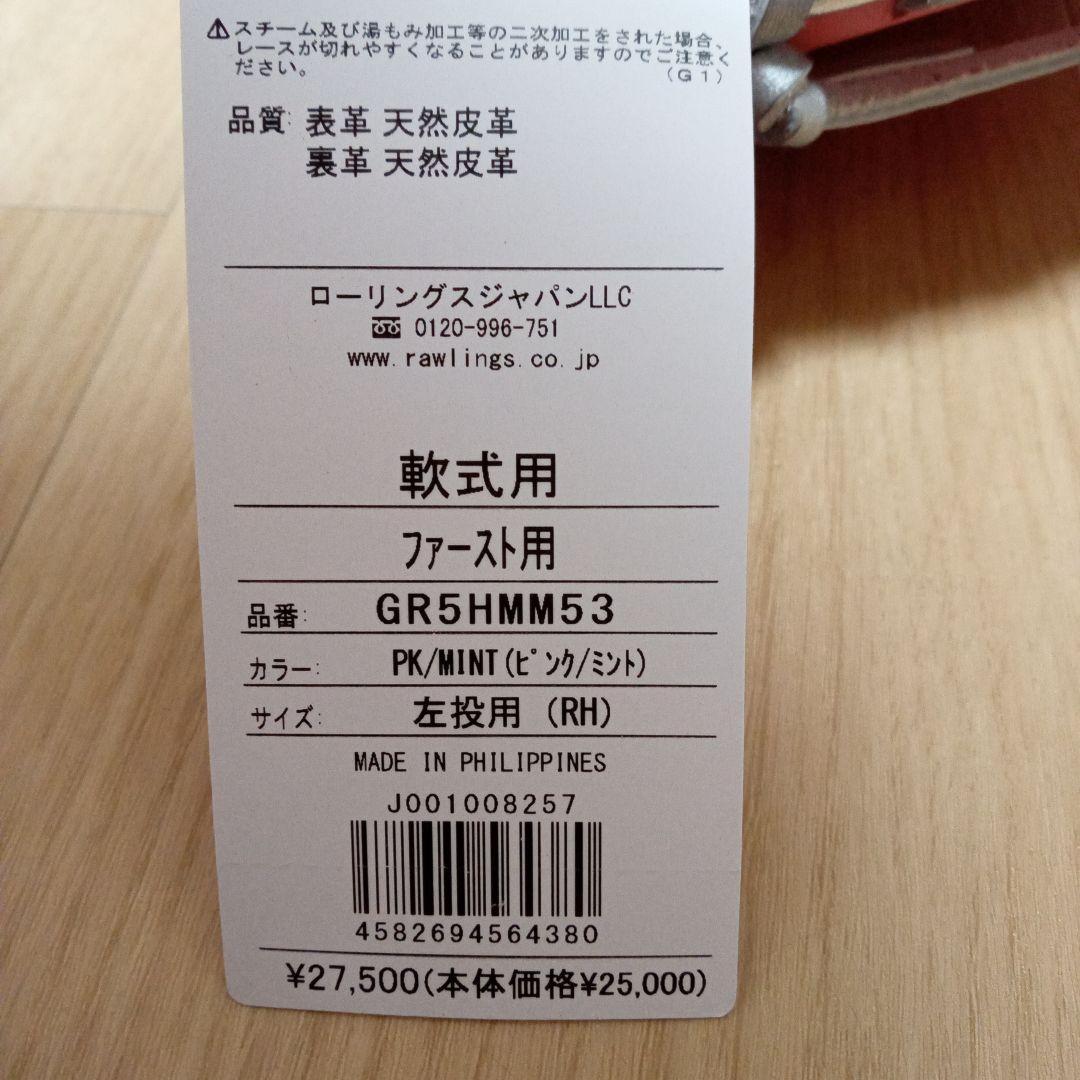 ⚠スチーム及び湯もみ加工等の二次加工をされた場合、
レースが切れやすくなることがありますのでご注意く
ださい。
(G1)
品質: 表革 天然皮革
裏革 天然皮革
ローリングスジャパンLLC
0120-996-751
www.rawlings.co.jp
軟式用
ファースト用
品番: GR5HMM53
カラー: PK/MINT(ピンク/ミント)
サイズ: 左投用 (RH)
MADE IN PHILIPPINES
J001008257
4582694564380
¥27,500(本体価格¥25,000)